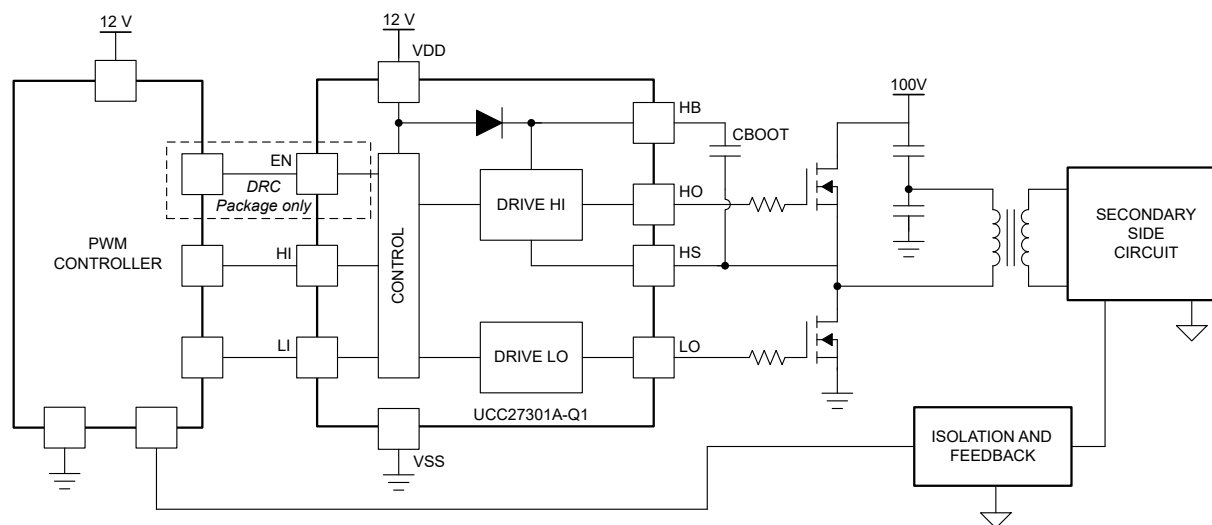 12 V
12 V
VDD
100V
HB
CBOOT
EN
DRC
Package only
HO
DRIVE HI
SECONDARY
SIDE
CIRCUIT
PWM
CONTROLLER
HI
CONTROL
HS
LI
DRIVE LO
LO
UCC27301A-Q1
ISOLATION AND
FEEDBACK
VSS